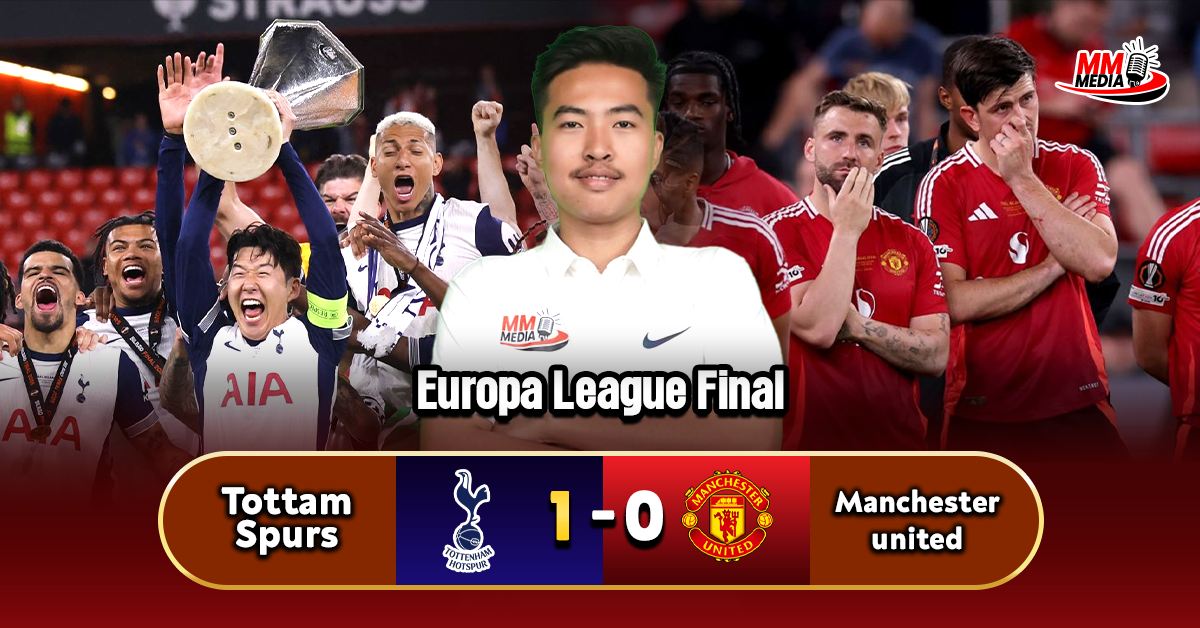 STRAUSS
MM
MEDIA
MM
MEDIA
AIA
AIA
Europa League Final
Tottam
Spurs
TOTTENHAM
HOTSPUR
1 - 0
MANCHESTER
UNITED
Manchester
united